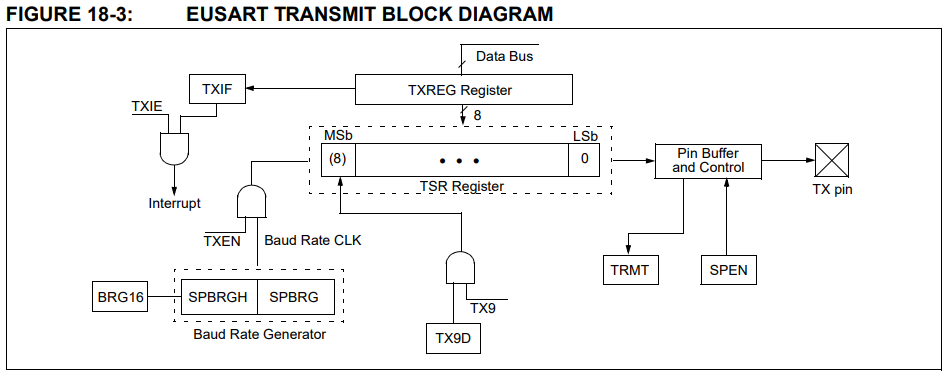 FIGURE 18-3: EUSART TRANSMIT BLOCK DIAGRAM
Data Bus
TXIF
TXREG Register
TXIE
8
MSb
LSb
(8)
• • •
0
Pin Buffer
and Control
TSR Register
TX pin
Interrupt
TXEN
Baud Rate CLK
TRMT
SPEN
BRG16
SPBRGH
SPBRG
TX9
Baud Rate Generator
TX9D